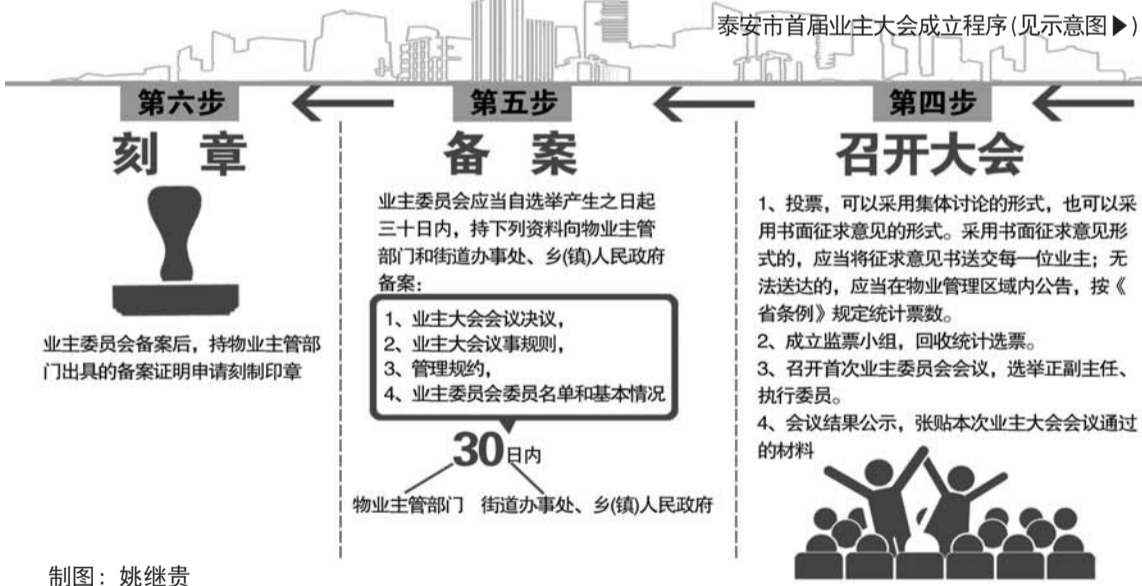 泰安市首届业主大会成立程序(见示意图▶)
第六步
刻 章
业主委员会备案后，持物业主管部
门出具的备案证明申请刻制印章
第五步
备 案
业主委员会应当自选举产生之日起
三十日内，持下列资料向物业主管
部门和街道办事处、乡(镇)人民政府
备案：
1、业主大会会议决议，
2、业主大会议事规则，
3、管理规约，
4、业主委员会委员名单和基本情况
30日内
物业主管部门 街道办事处、乡(镇)人民政府
第四步
召开大会
1、投票，可以采用集体讨论的形式，也可以采
用书面征求意见的形式。采用书面征求意见形
式的，应当将征求意见书送交每一位业主；无
法送达的，应当在物业管理区域内公告，按《
省条例》规定统计票数。
2、成立监票小组，回收统计选票。
3、召开首次业主委员会会议，选举正副主任、
执行委员。
4、会议结果公示，张贴本次业主大会会议通过
的材料
制图：姚继贵